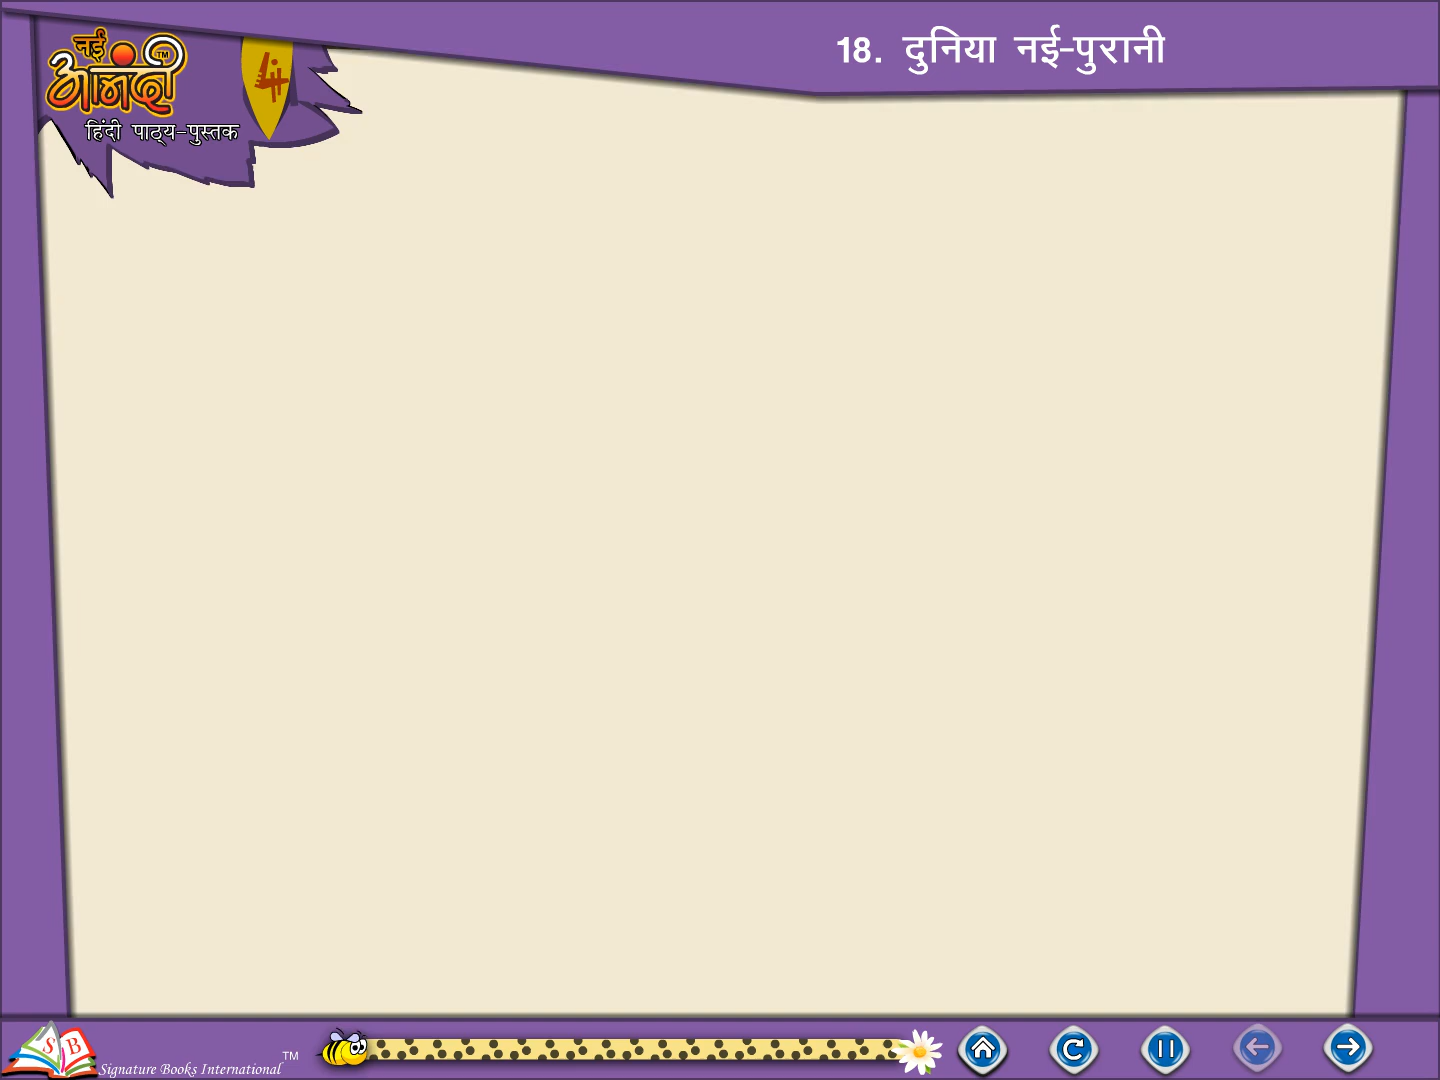 18. दुनिया नई-पुरानी
नई
आनंदी
TM
4
हिंदी पाठ्य-पुस्तक
S B
Signature Books International
TM